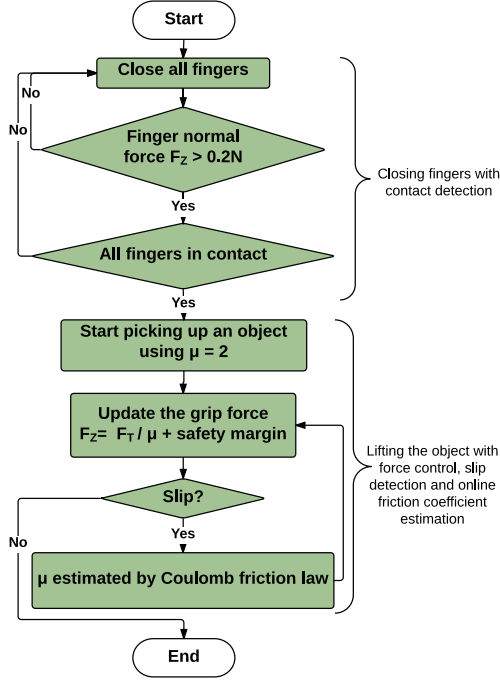 Start
Close all fingers
No
No
Finger normal
force FZ > 0.2N
Yes
Closing fingers with
contact detection
All fingers in contact
Yes
Start picking up an object
using μ = 2
Update the grip force
FZ= FT / μ + safety margin
Lifting the object with
force control, slip
detection and online
friction coefficient
estimation
Slip?
No
Yes
μ estimated by Coulomb friction law
End